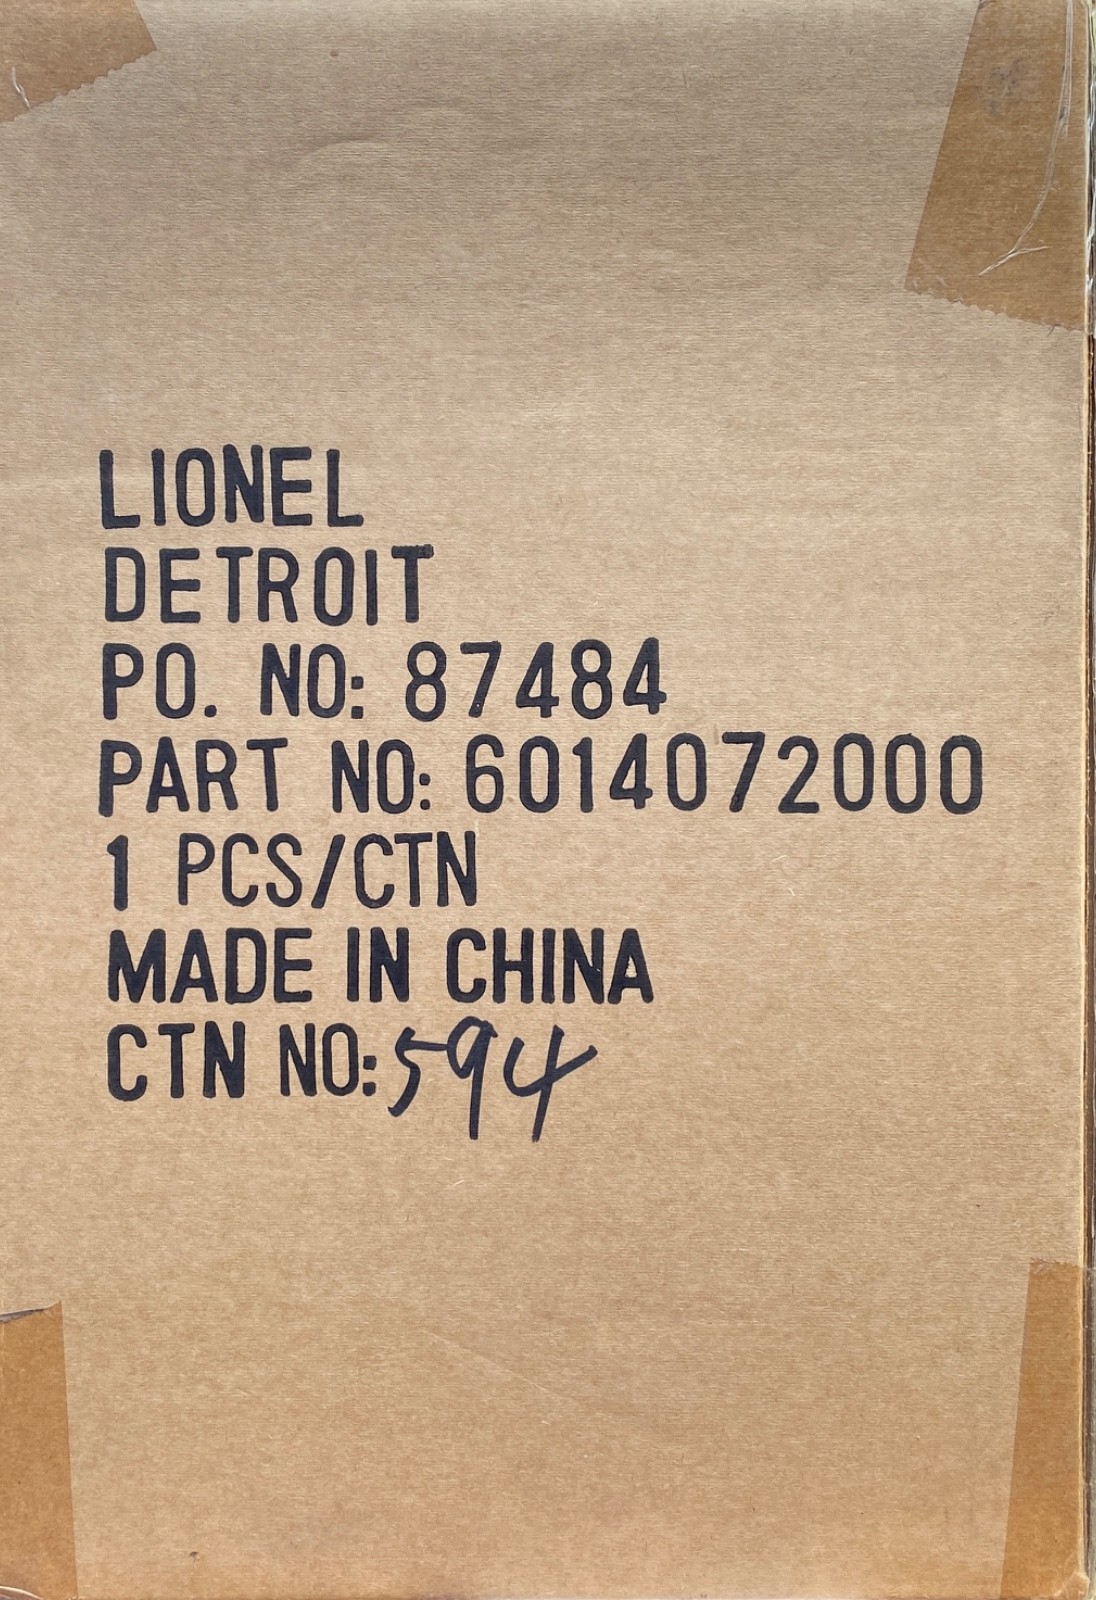 LIONEL
DETROIT
PO. NO: 87484
PART NO: 6014072000
1 PCS/CTN
MADE IN CHINA
CTN NO: 594